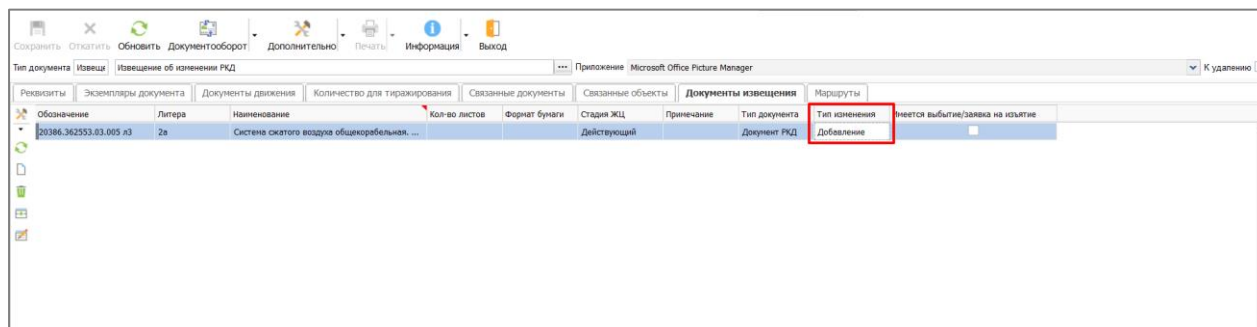 Сохранить Откатить Обновить Документооборот Дополнительно Печать Информация Выход
Тип документа Извеще Извещение об изменении РКД ... Приложение Microsoft Office Picture Manager К удалению
Реквизиты Экземпляры документа Документы движения Количество для тиражирования Связанные документы Связанные объекты Документы извещения Маршруты
Обозначение Литера Наименование Кол-во листов Формат бумаги Стадия ЖЦ Примечание Тип документа Тип изменения Имеется выбытие/заявка на изъятие
20386.362553.03.005 л3 2а Система сжатого воздуха общекорабельная. ... Действующий Документ РКД Добавление